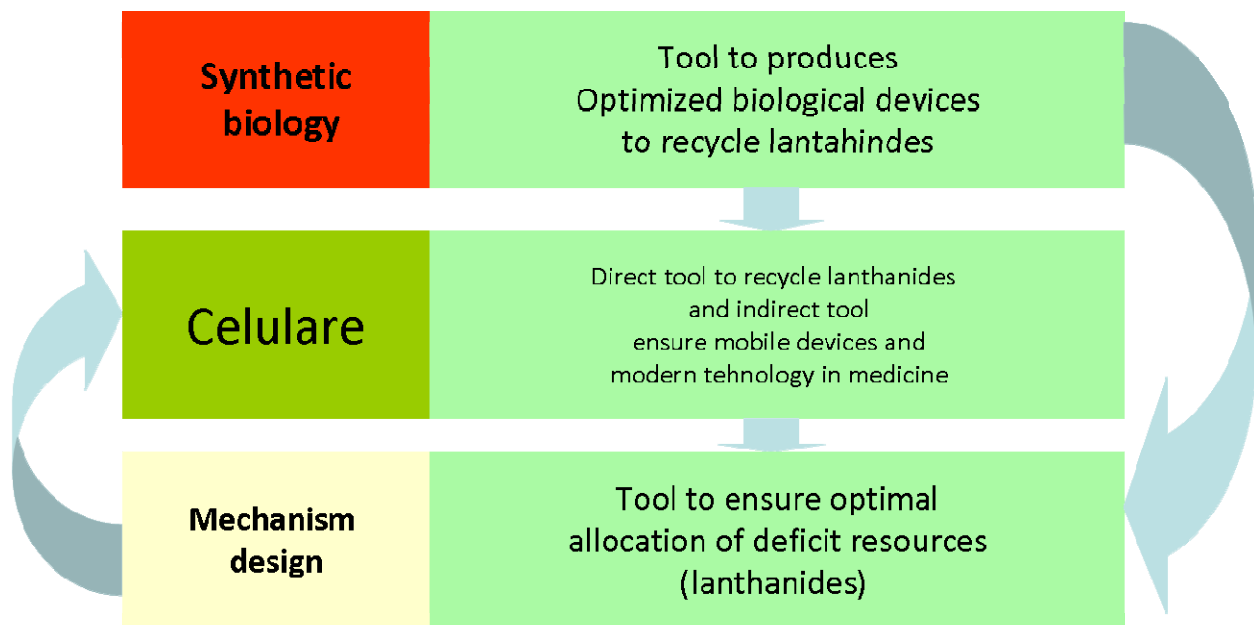 Synthetic
biology
Tool to produces
Optimized biological devices
to recycle lantahindes
Celulare
Direct tool to recycle lanthanides
and indirect tool
ensure mobile devices and
modern tehnology in medicine
Mechanism
design
Tool to ensure optimal
allocation of deficit resources
(lanthanides)